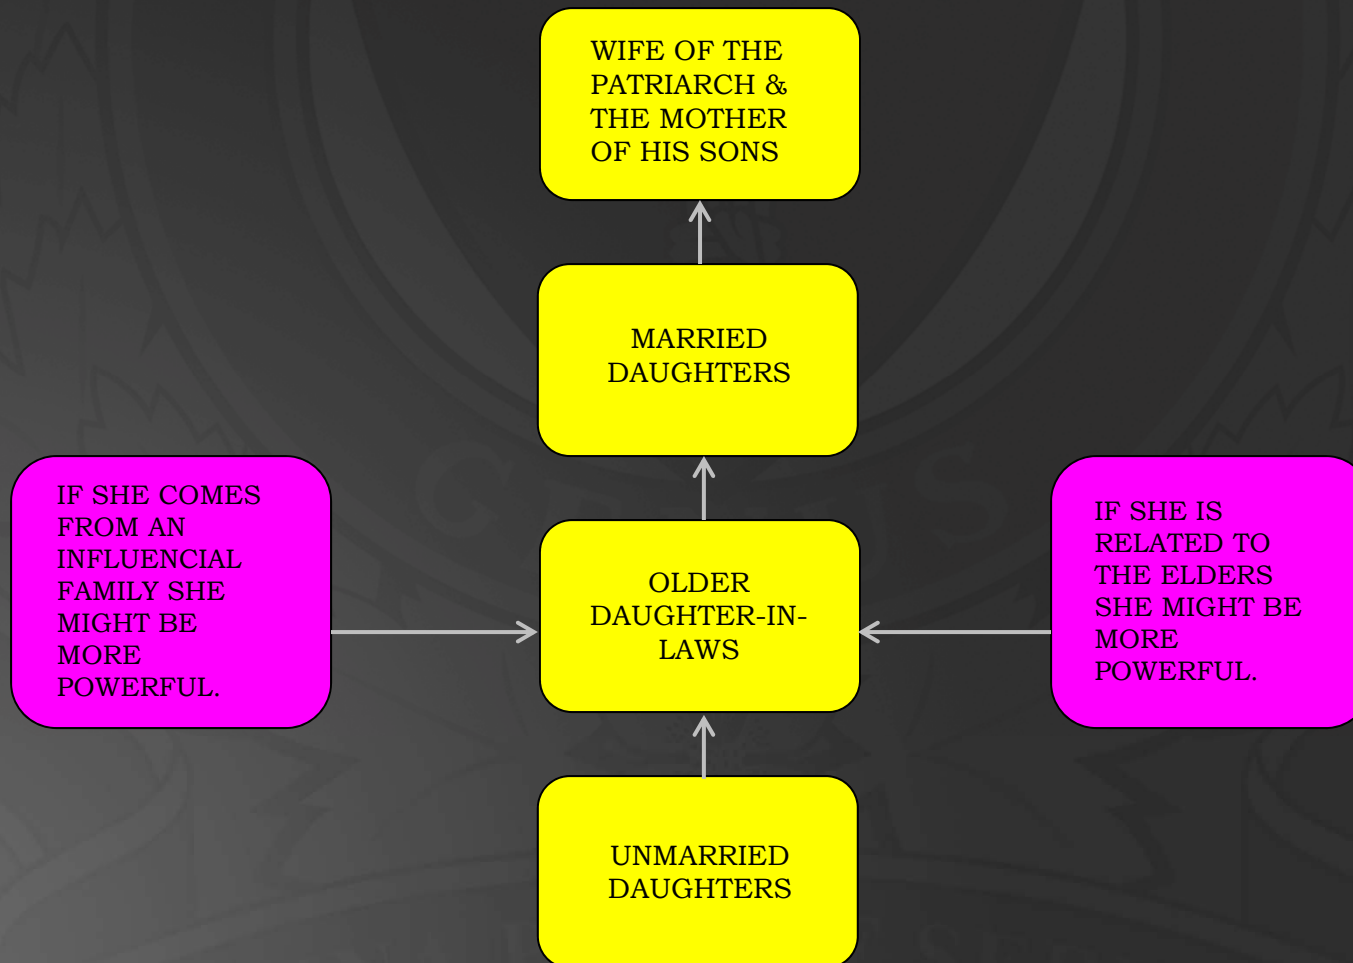 WIFE OF THE
PATRIARCH &
THE MOTHER
OF HIS SONS
MARRIED
DAUGHTERS
IF SHE COMES
FROM AN
INFLUENCIAL
FAMILY SHE
MIGHT BE
MORE
POWERFUL.
OLDER
DAUGHTER-IN-
LAWS
IF SHE IS
RELATED TO
THE ELDERS
SHE MIGHT BE
MORE
POWERFUL.
UNMARRIED
DAUGHTERS